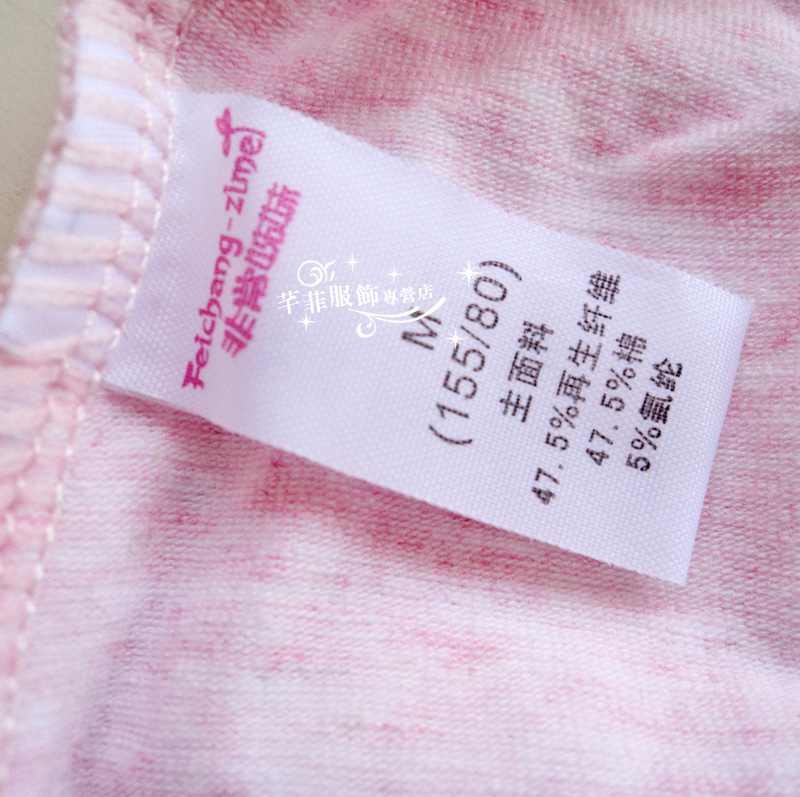 Feichang-zimei
非常姊妹
M
(155/80)
主面料
47.5%再生纤维
47.5%棉
5%氨纶
芊菲服飾專營店